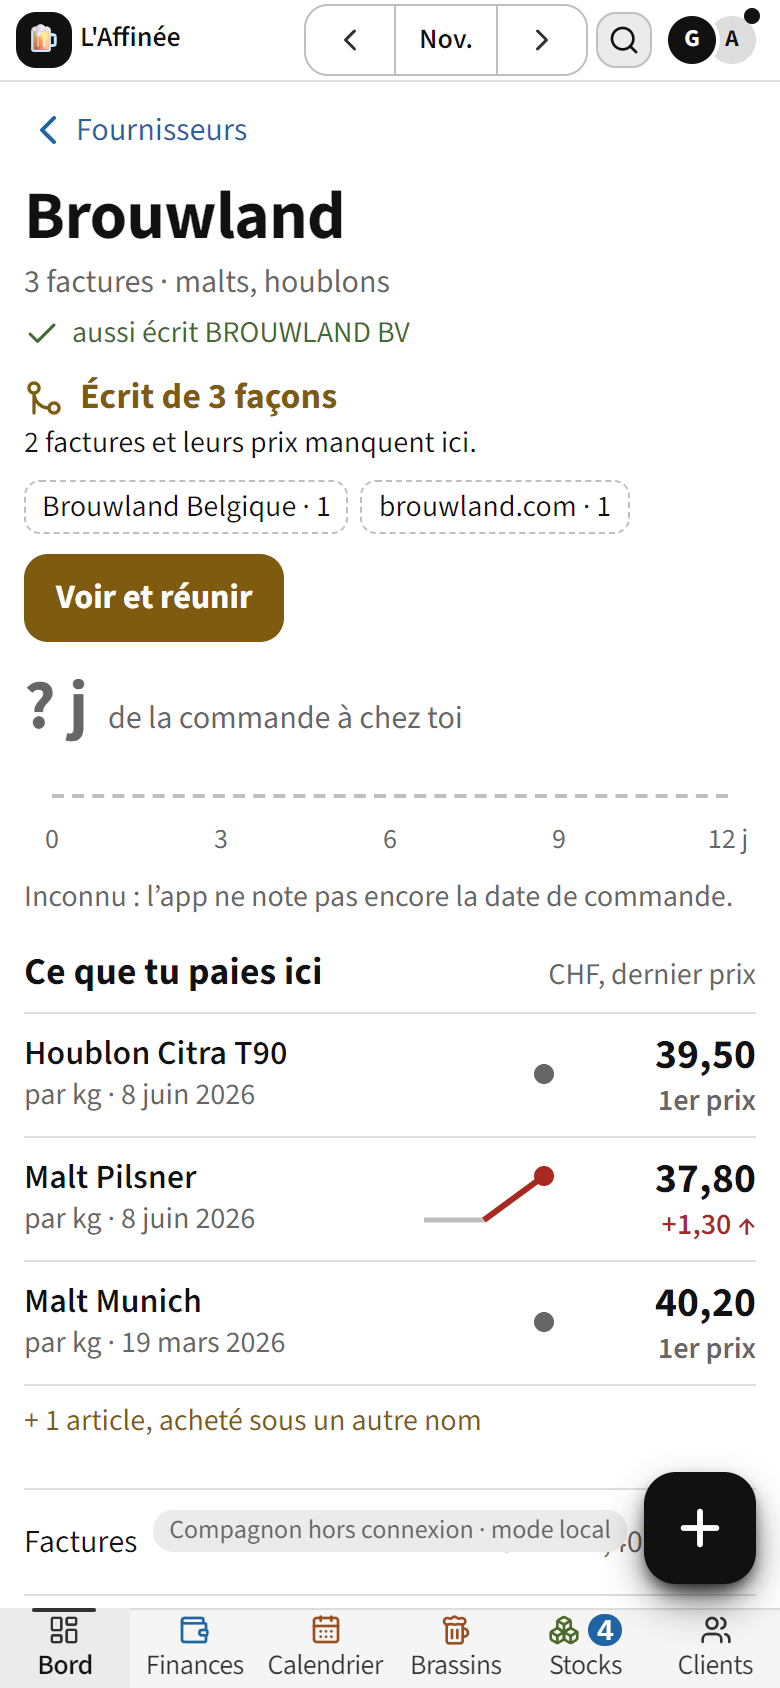 L'Affinée
Nov.
G
A
Fournisseurs
Brouwland
3 factures · malts, houblons
aussi écrit BROUWLAND BV
Écrit de 3 façons
2 factures et leurs prix manquent ici.
Brouwland Belgique · 1
brouwland.com · 1
Voir et réunir
? j de la commande à chez toi
0 3 6 9 12 j
Inconnu : l’app ne note pas encore la date de commande.
Ce que tu paies ici
CHF, dernier prix
Houblon Citra T90
39,50
par kg · 8 juin 2026
1er prix
Malt Pilsner
37,80
par kg · 8 juin 2026
+1,30 ↑
Malt Munich
40,20
par kg · 19 mars 2026
1er prix
+ 1 article, acheté sous un autre nom
Factures
Compagnon hors connexion · mode local
Bord
Finances
Calendrier
Brassins
Stocks
4
Clients